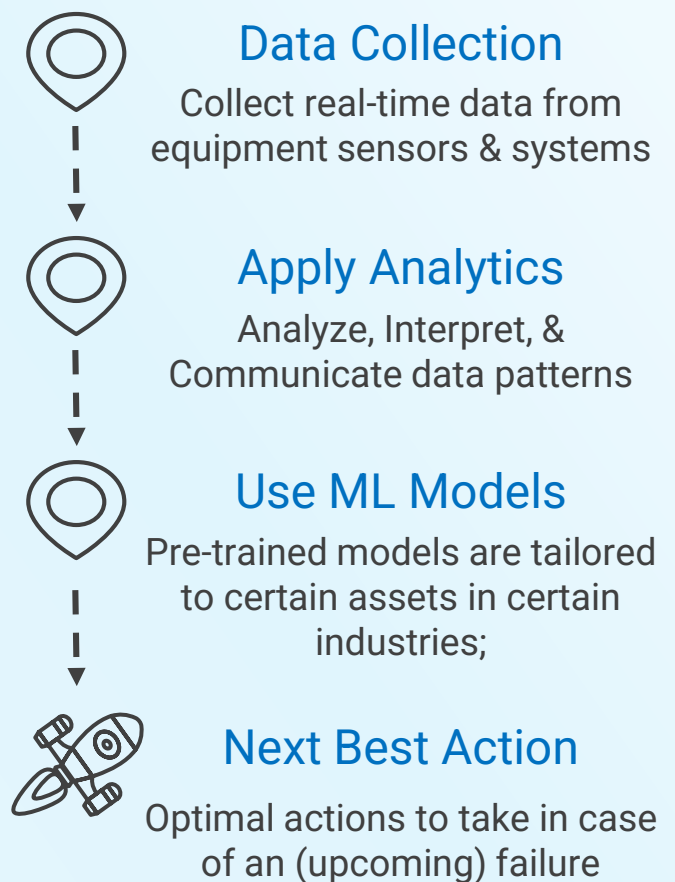 Data Collection
Collect real-time data from
equipment sensors & systems
Apply Analytics
Analyze, Interpret, &
Communicate data patterns
Use ML Models
Pre-trained models are tailored
to certain assets in certain
industries;
Next Best Action
Optimal actions to take in case
of an (upcoming) failure